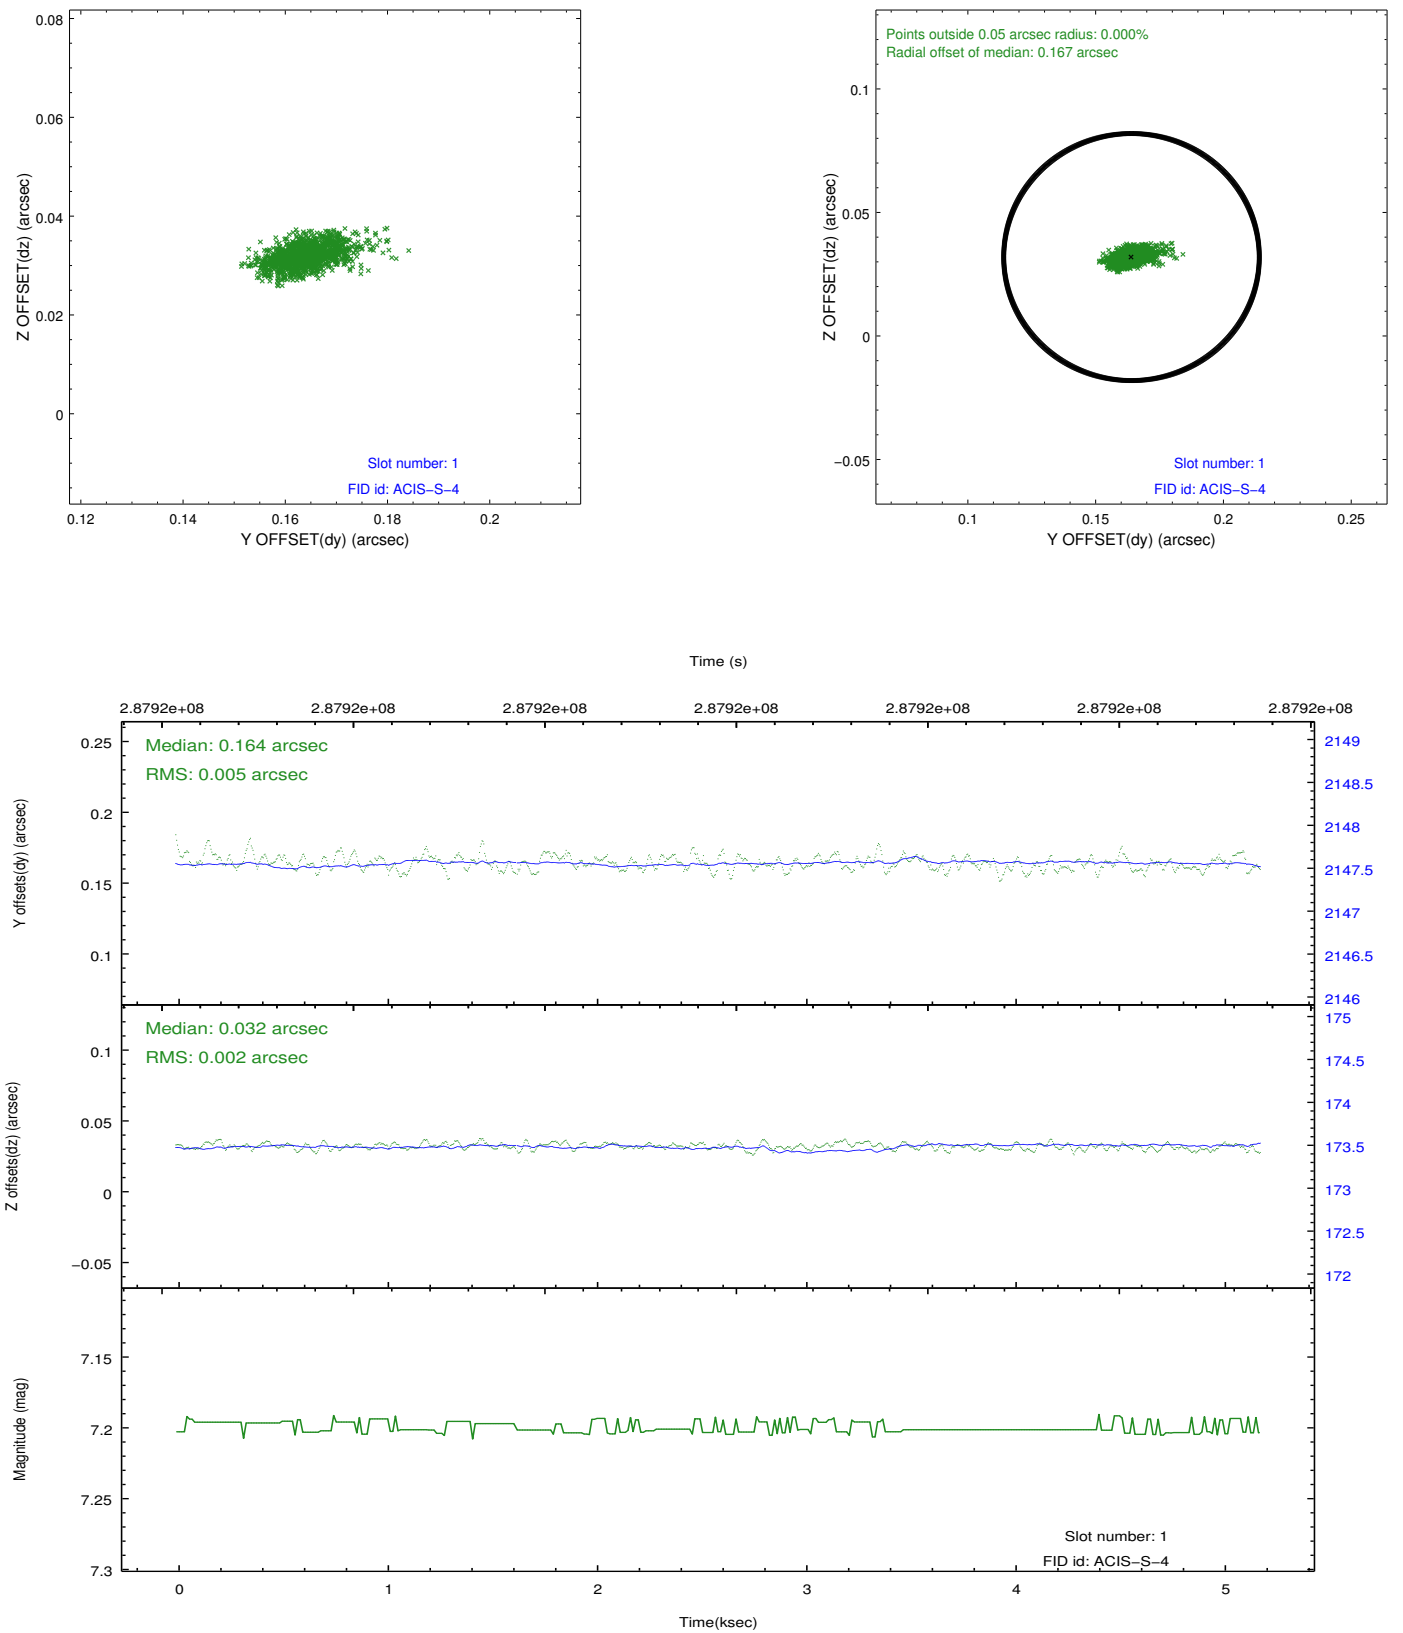 0.08
0.06
0.04
0.02
0
Z OFFSET(dz) (arcsec)
Slot number: 1
FID id: ACIS−S−4
0.12 0.14 0.16 0.18 0.2
Y OFFSET(dy) (arcsec)
Points outside 0.05 arcsec radius: 0.000%
Radial offset of median: 0.167 arcsec
0.1
0.05
0
−0.05
Z OFFSET(dz) (arcsec)
Slot number: 1
FID id: ACIS−S−4
0.1 0.15 0.2 0.25
Y OFFSET(dy) (arcsec)
Time (s)
2.8792e+08 2.8792e+08 2.8792e+08 2.8792e+08 2.8792e+08 2.8792e+08 2.8792e+08
Median: 0.164 arcsec
RMS: 0.005 arcsec
0.25
0.2
0.15
0.1
Y offsets(dy) (arcsec)
2149
2148.5
2148
2147.5
2147
2146.5
2146
Median: 0.032 arcsec
RMS: 0.002 arcsec
0.1
0.05
0
−0.05
Z offsets(dz) (arcsec)
175
174.5
174
173.5
173
172.5
172
7.15
7.2
7.25
7.3
Magnitude (mag)
Slot number: 1
FID id: ACIS−S−4
0 1 2 3 4 5
Time(ksec)